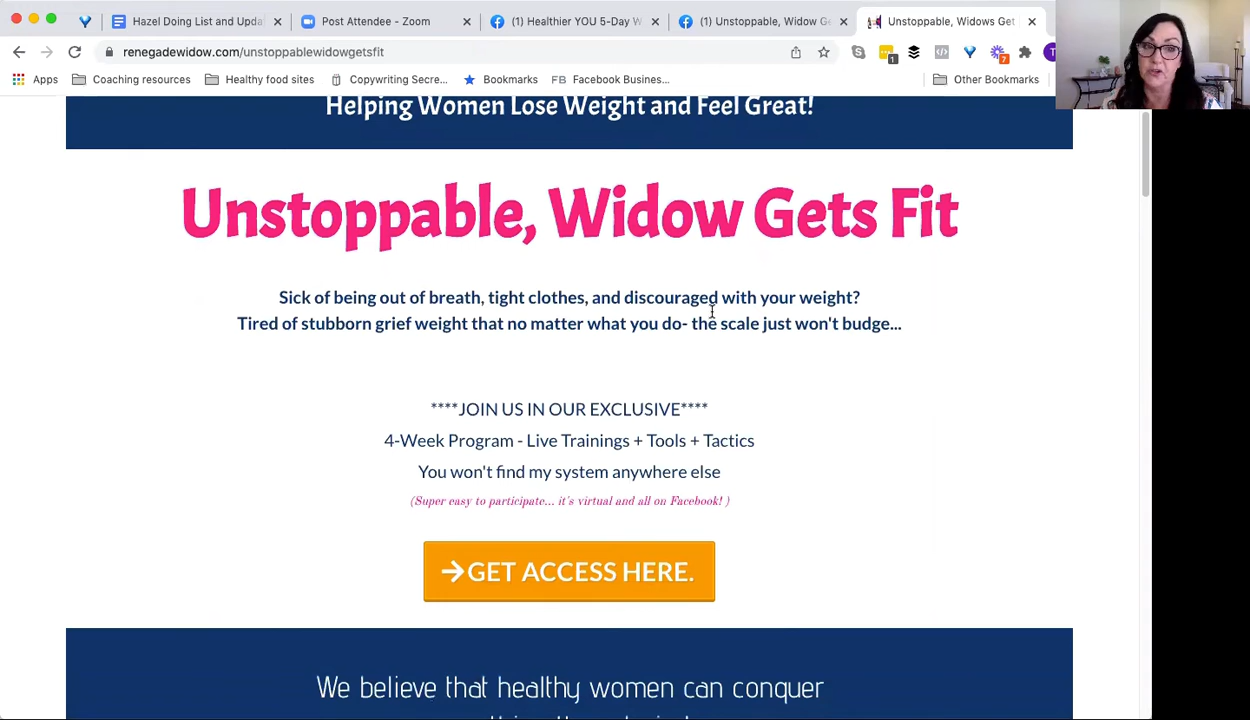 Hazel Doing List and Upda
Post Attendee - Zoom
(1) Healthier YOU 5-Day W
(1) Unstoppable, Widow Ge
Unstoppable, Widows Get
renegadewidow.com/unstoppablewidowgetsfit
1
7
Apps
Coaching resources
Healthy food sites
Copywriting Secre...
Bookmarks
FB Facebook Busines...
Other Bookmarks
Helping Women Lose Weight and Feel Great!
Unstoppable, Widow Gets Fit
Sick of being out of breath, tight clothes, and discouraged with your weight?
Tired of stubborn grief weight that no matter what you do- the scale just won't budge...
****JOIN US IN OUR EXCLUSIVE****
4-Week Program - Live Trainings + Tools + Tactics
You won't find my system anywhere else
(Super easy to participate... it's virtual and all on Facebook! )
→GET ACCESS HERE.
We believe that healthy women can conquer